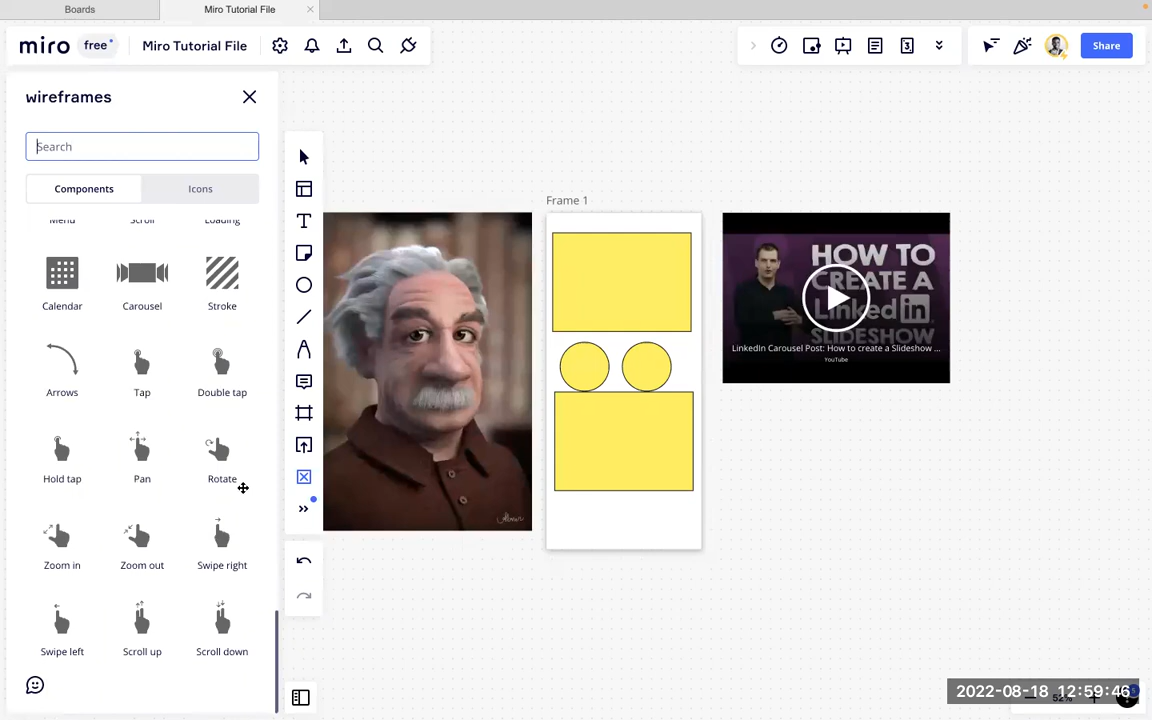 Boards
Miro Tutorial File
miro free Miro Tutorial File
Share
wireframes
Search
Components Icons
Menu Scroll Loading
Calendar Carousel Stroke
Arrows Tap Double tap
Hold tap Pan Rotate
Zoom in Zoom out Swipe right
Swipe left Scroll up Scroll down
Frame 1
HOW TO
CREATE A
Linked in
SLIDESHOW
LinkedIn Carousel Post: How to create a Slideshow ...
YouTube
2022-08-18 12:59:46
52%